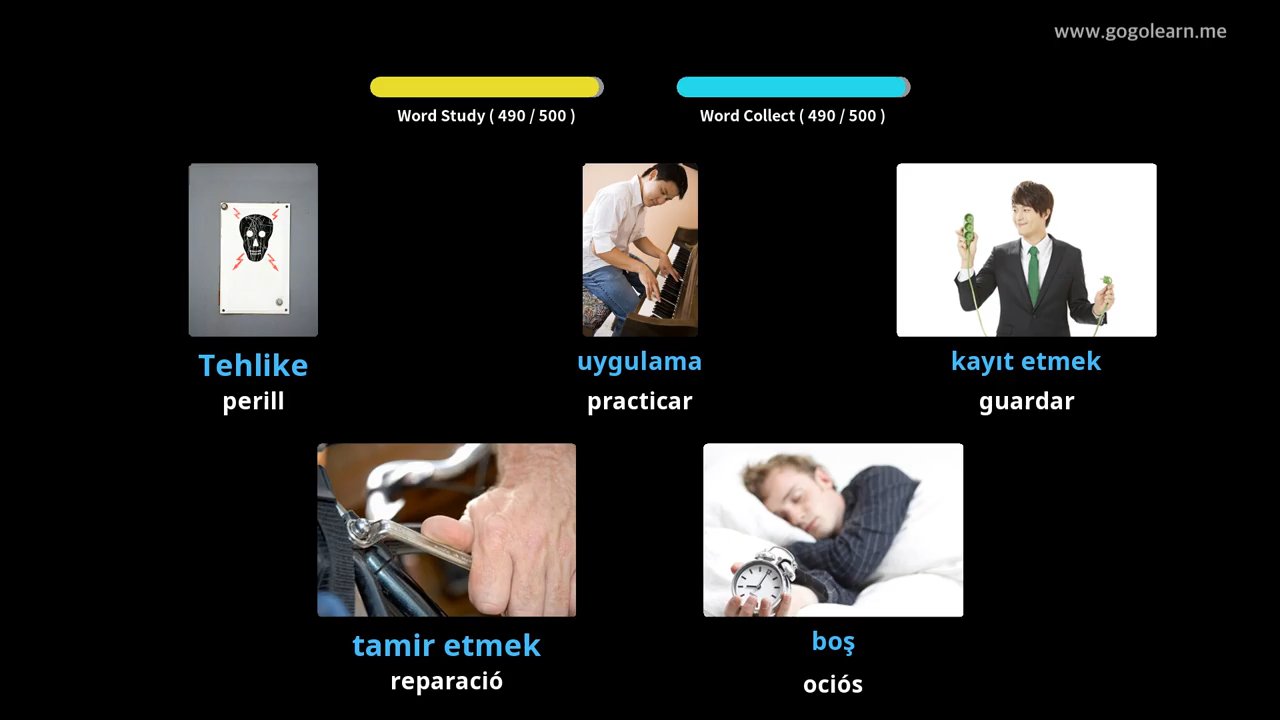 www.gogolearn.me
Word Study ( 490 / 500 )
Word Collect ( 490 / 500 )
Tehlike
perill
uygulama
practicar
kayıt etmek
guardar
tamir etmek
reparació
boş
ociós